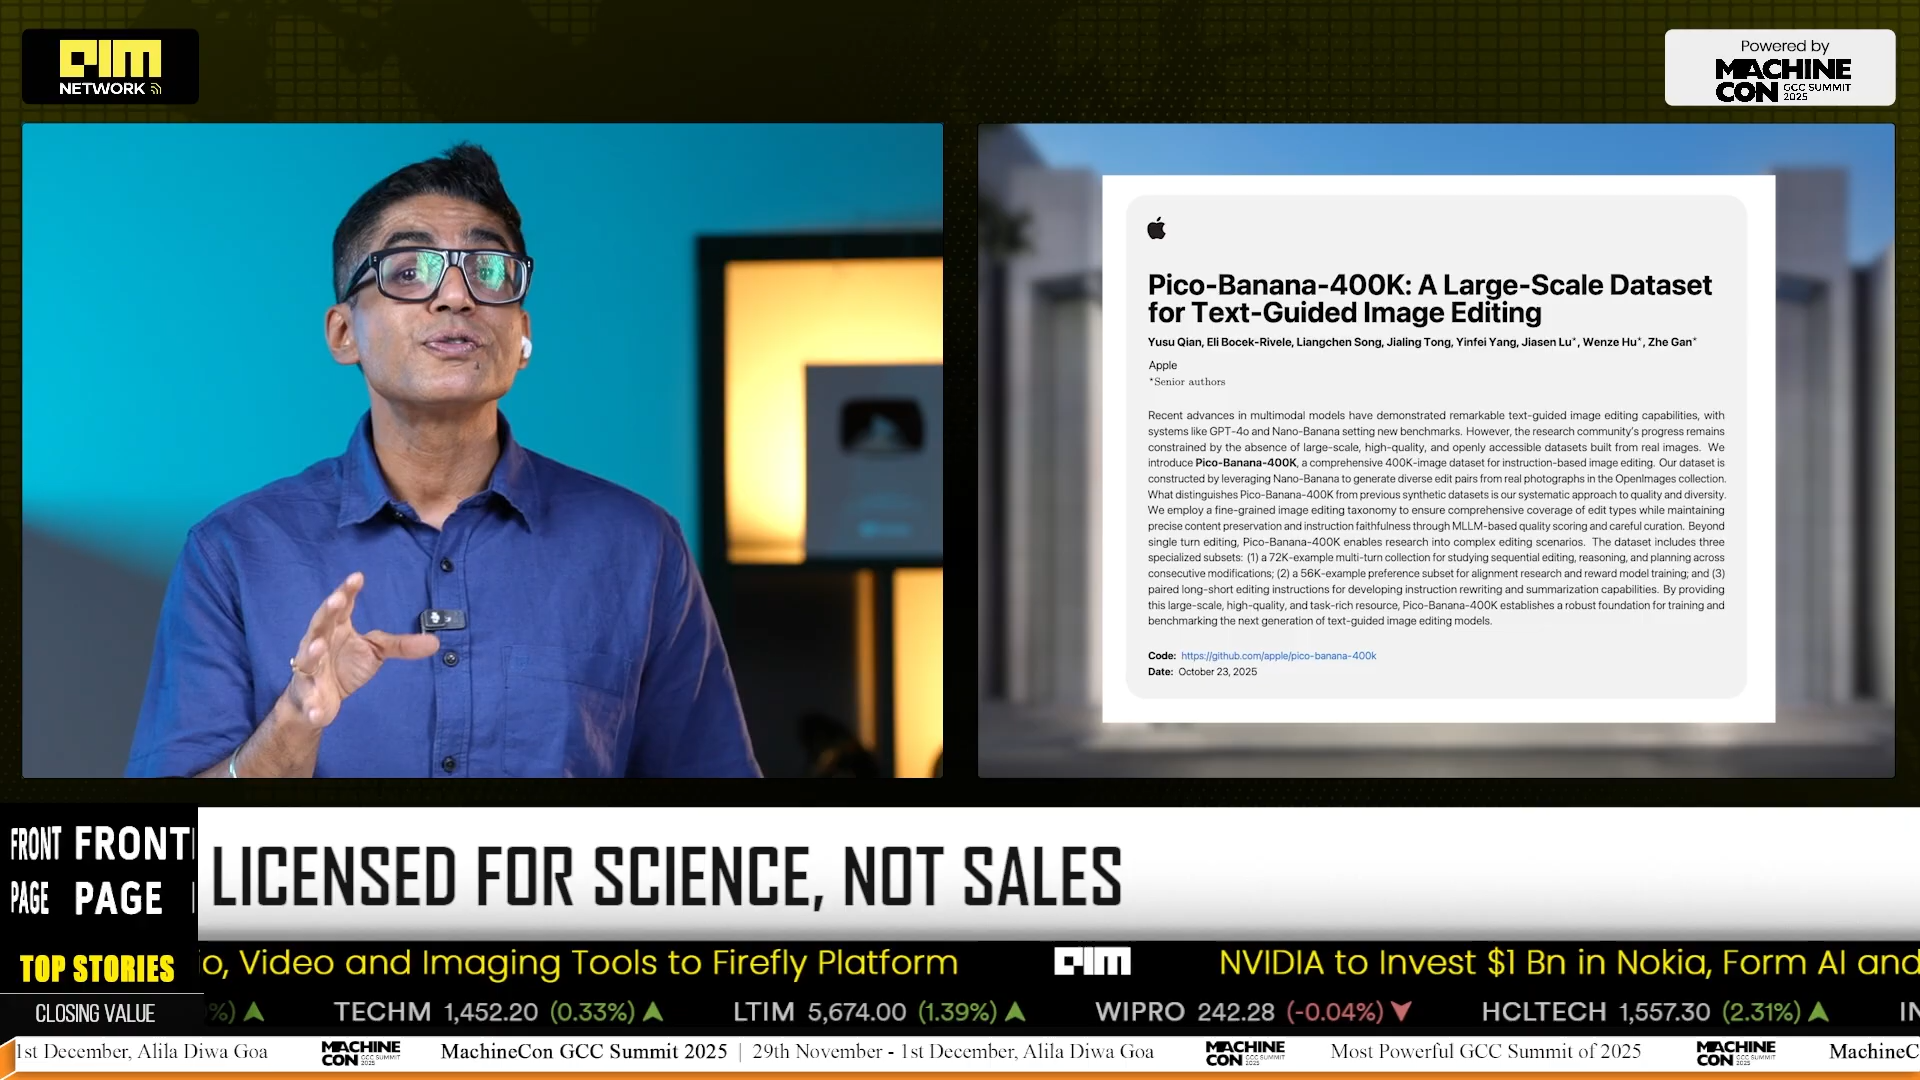 AIM
NETWORK
Powered by
MACHINE
CON GCC SUMMIT
2025
Pico-Banana-400K: A Large-Scale Dataset
for Text-Guided Image Editing
Yusu Qian, Eli Bocek-Rivele, Liangchen Song, Jialing Tong, Yinfei Yang, Jiasen Lu*, Wenze Hu*, Zhe Gan*
Apple
*Senior authors
Recent advances in multimodal models have demonstrated remarkable text-guided image editing capabilities, with
systems like GPT-4o and Nano-Banana setting new benchmarks. However, the research community's progress remains
constrained by the absence of large-scale, high-quality, and openly accessible datasets built from real images. We
introduce Pico-Banana-400K, a comprehensive 400K-image dataset for instruction-based image editing. Our dataset is
constructed by leveraging Nano-Banana to generate diverse edit pairs from real photographs in the OpenImages collection.
What distinguishes Pico-Banana-400K from previous synthetic datasets is our systematic approach to quality and diversity.
We employ a fine-grained image editing taxonomy to ensure comprehensive coverage of edit types while maintaining
precise content preservation and instruction faithfulness through MLLM-based quality scoring and careful curation. Beyond
single turn editing, Pico-Banana-400K enables research into complex editing scenarios. The dataset includes three
specialized subsets: (1) a 72K-example multi-turn collection for studying sequential editing, reasoning, and planning across
consecutive modifications; (2) a 56K-example preference subset for alignment research and reward model training; and (3)
paired long-short editing instructions for developing instruction rewriting and summarization capabilities. By providing
this large-scale, high-quality, and task-rich resource, Pico-Banana-400K establishes a robust foundation for training and
benchmarking the next generation of text-guided image editing models.
Code: https://github.com/apple/pico-banana-400k
Date: October 23, 2025
FRONT FRONT
PAGE PAGE
LICENSED FOR SCIENCE, NOT SALES
TOP STORIES
io, Video and Imaging Tools to Firefly Platform AIM NVIDIA to Invest $1 Bn in Nokia, Form AI and
CLOSING VALUE
%) TECHM 1,452.20 (0.33%) LTIM 5,674.00 (1.39%) WIPRO 242.28 (-0.04%) HCLTECH 1,557.30 (2.31%) IN
1st December, Alila Diwa Goa MACHINE CON GCC SUMMIT 2025 MachineCon GCC Summit 2025 | 29th November - 1st December, Alila Diwa Goa MACHINE CON GCC SUMMIT 2025 Most Powerful GCC Summit of 2025 MACHINE CON GCC SUMMIT 2025 MachineC